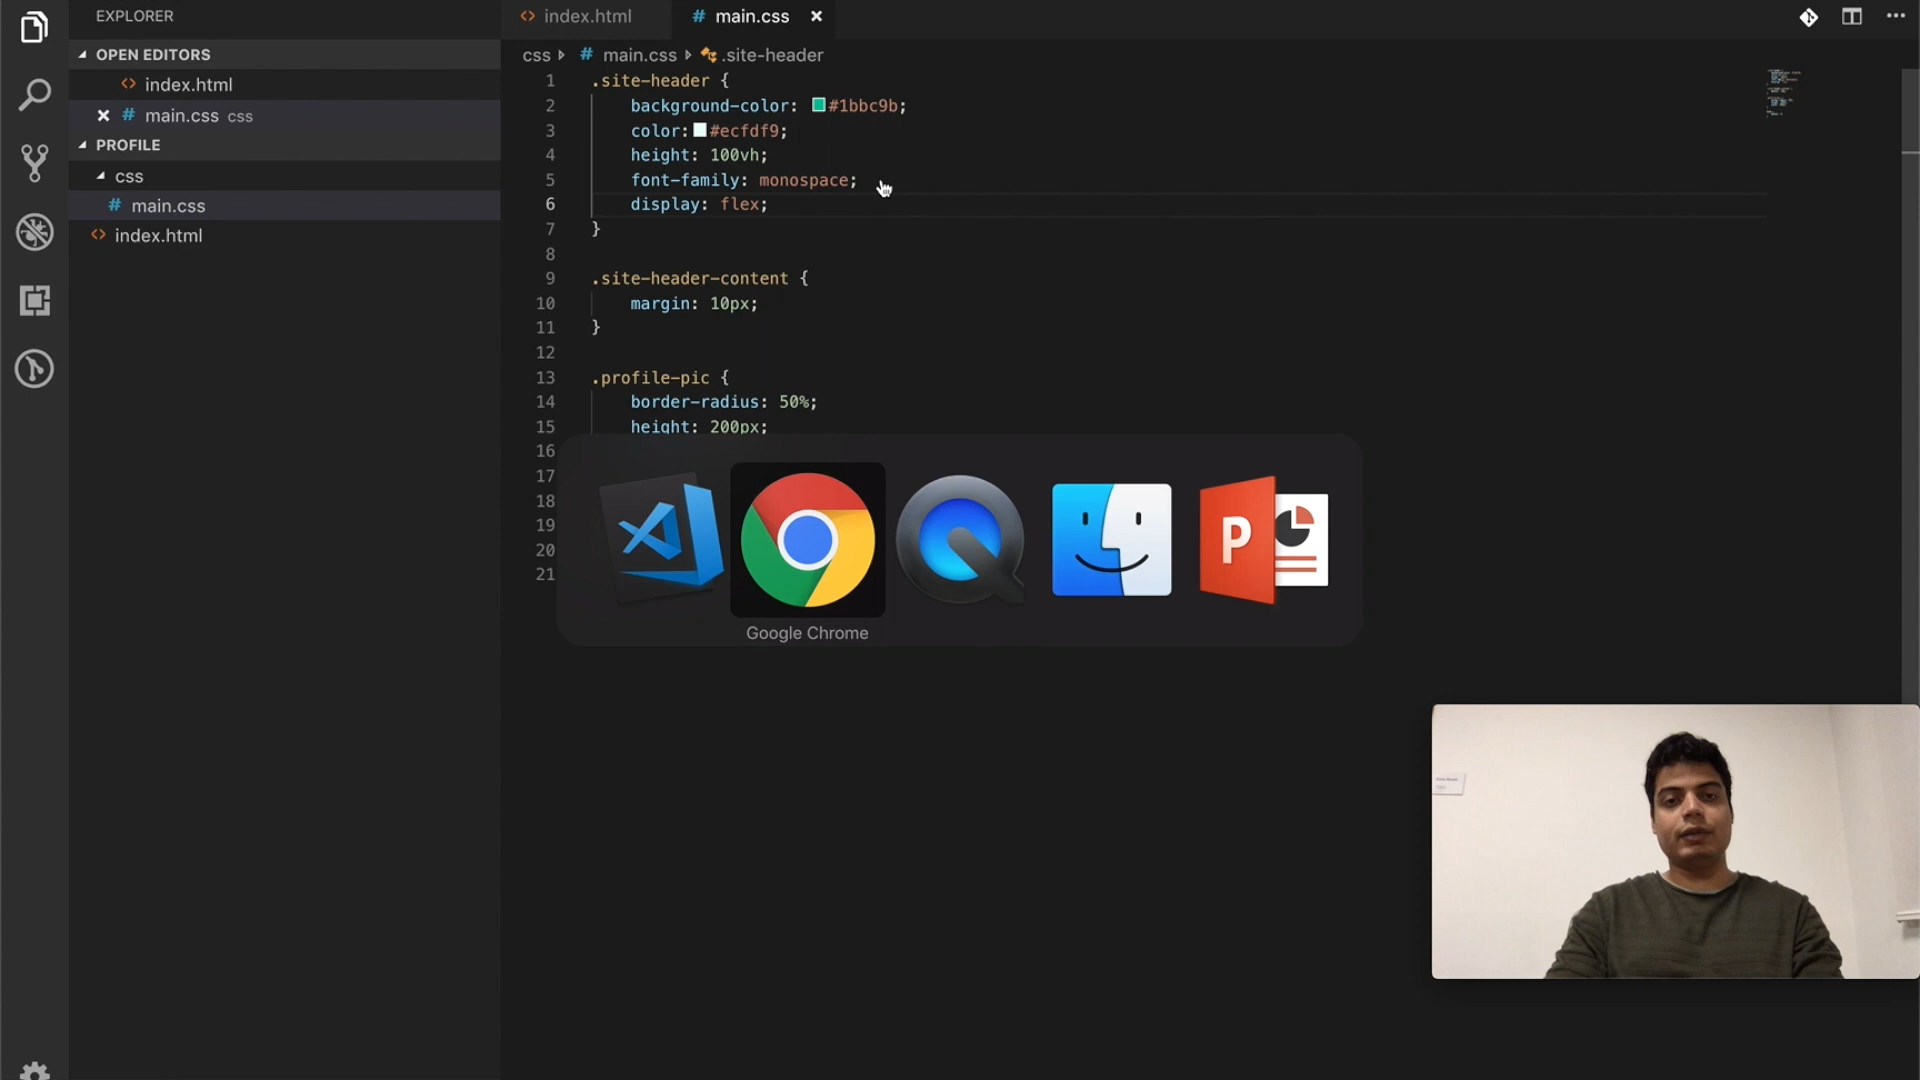 EXPLORER
OPEN EDITORS
index.html
main.css css
PROFILE
css
main.css
index.html
index.html
main.css
css main.css .site-header
1 .site-header {
2 background-color: #1bbc9b;
3 color: #ecfdf9;
4 height: 100vh;
5 font-family: monospace;
6 display: flex;
7 }
8
9 .site-header-content {
10 margin: 10px;
11 }
12
13 .profile-pic {
14 border-radius: 50%;
15 height: 200px;
16
17
18
19
20
21
P
Google Chrome